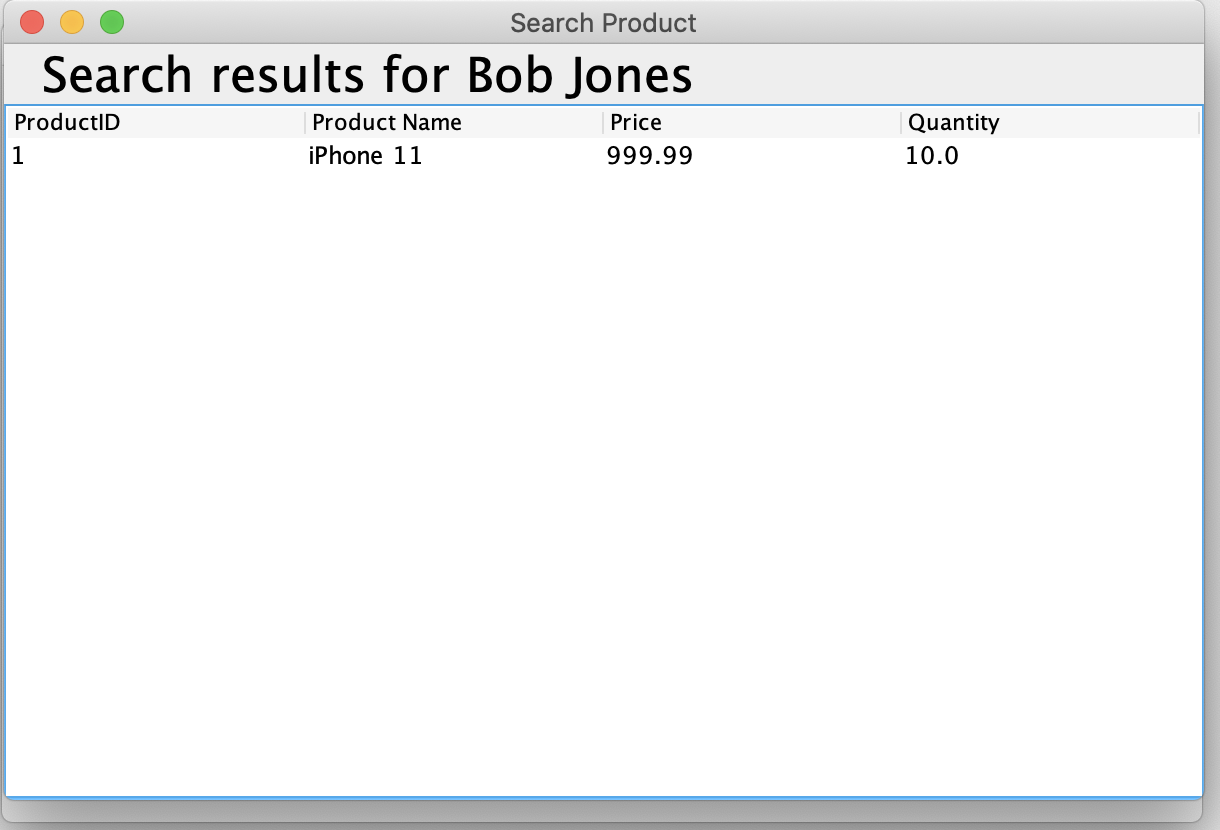 Search Product
Search results for Bob Jones
ProductID Product Name Price Quantity
1 iPhone 11 999.99 10.0